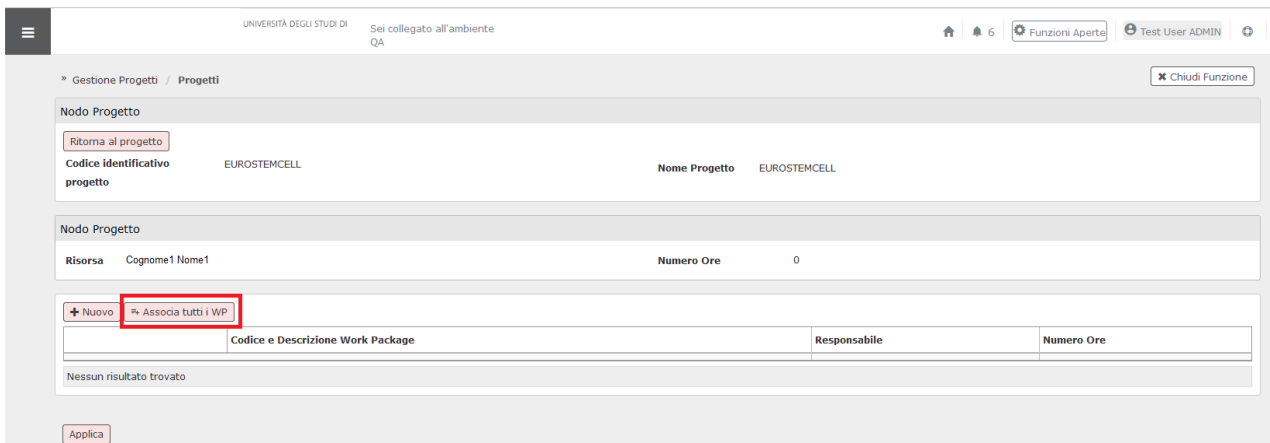 UNIVERSITÀ DEGLI STUDI DI
Sei collegato all'ambiente
QA
6
Funzioni Aperte
Test User ADMIN
» Gestione Progetti / Progetti
Chiudi Funzione
Nodo Progetto
Ritorna al progetto
Codice identificativo
progetto
EUROSTEMCELL
Nome Progetto
EUROSTEMCELL
Nodo Progetto
Risorsa Cognome1 Nome1 Numero Ore 0
Nuovo Associa tutti i WP
Codice e Descrizione Work Package Responsabile Numero Ore
Nessun risultato trovato
Applica